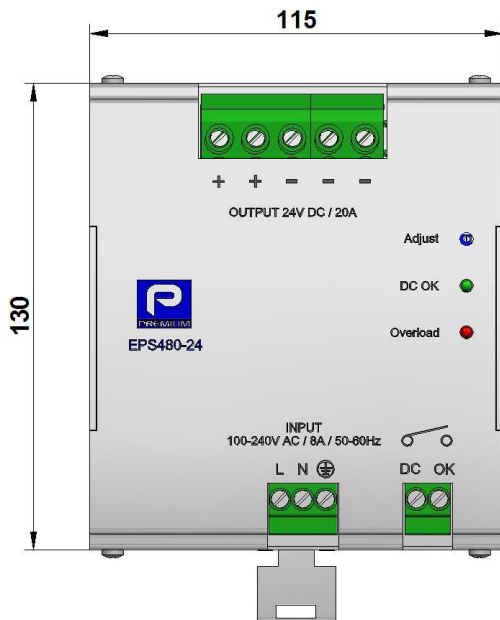 115
130
+ + - - -
OUTPUT 24V DC / 20A
Adjust
DC OK
Overload
P
PREMIUM
EPS480-24
INPUT
100-240V AC / 8A / 50-60Hz
L N
DC OK